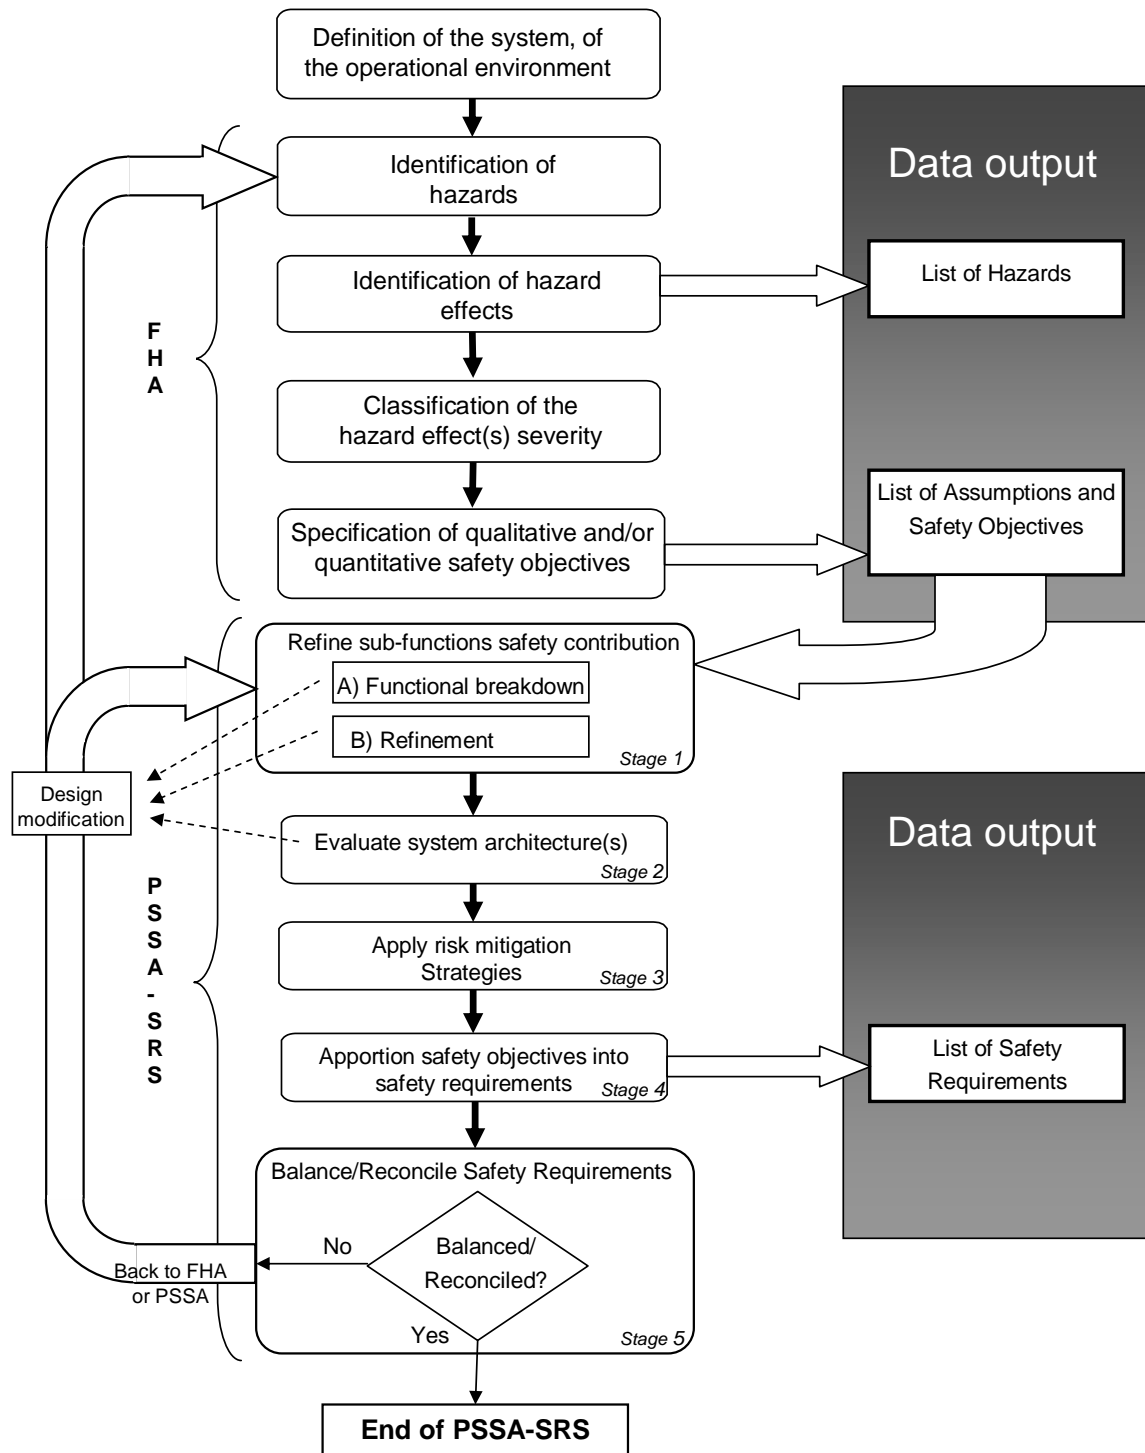 Definition of the system, of
the operational environment
Identification of
hazards
Data output
Identification of hazard
effects
List of Hazards
F
H
A
Classification of the
hazard effect(s) severity
Specification of qualitative and/or
quantitative safety objectives
List of Assumptions and
Safety Objectives
Refine sub-functions safety contribution
A) Functional breakdown
B) Refinement
Stage 1
Design
modification
Evaluate system architecture(s)
Stage 2
Data output
P
S
S
A
-
S
R
S
Apply risk mitigation
Strategies
Stage 3
Apportion safety objectives into
safety requirements
Stage 4
List of Safety
Requirements
Balance/Reconcile Safety Requirements
No
Balanced/
Reconciled?
Back to FHA
or PSSA
Yes
Stage 5
End of PSSA-SRS